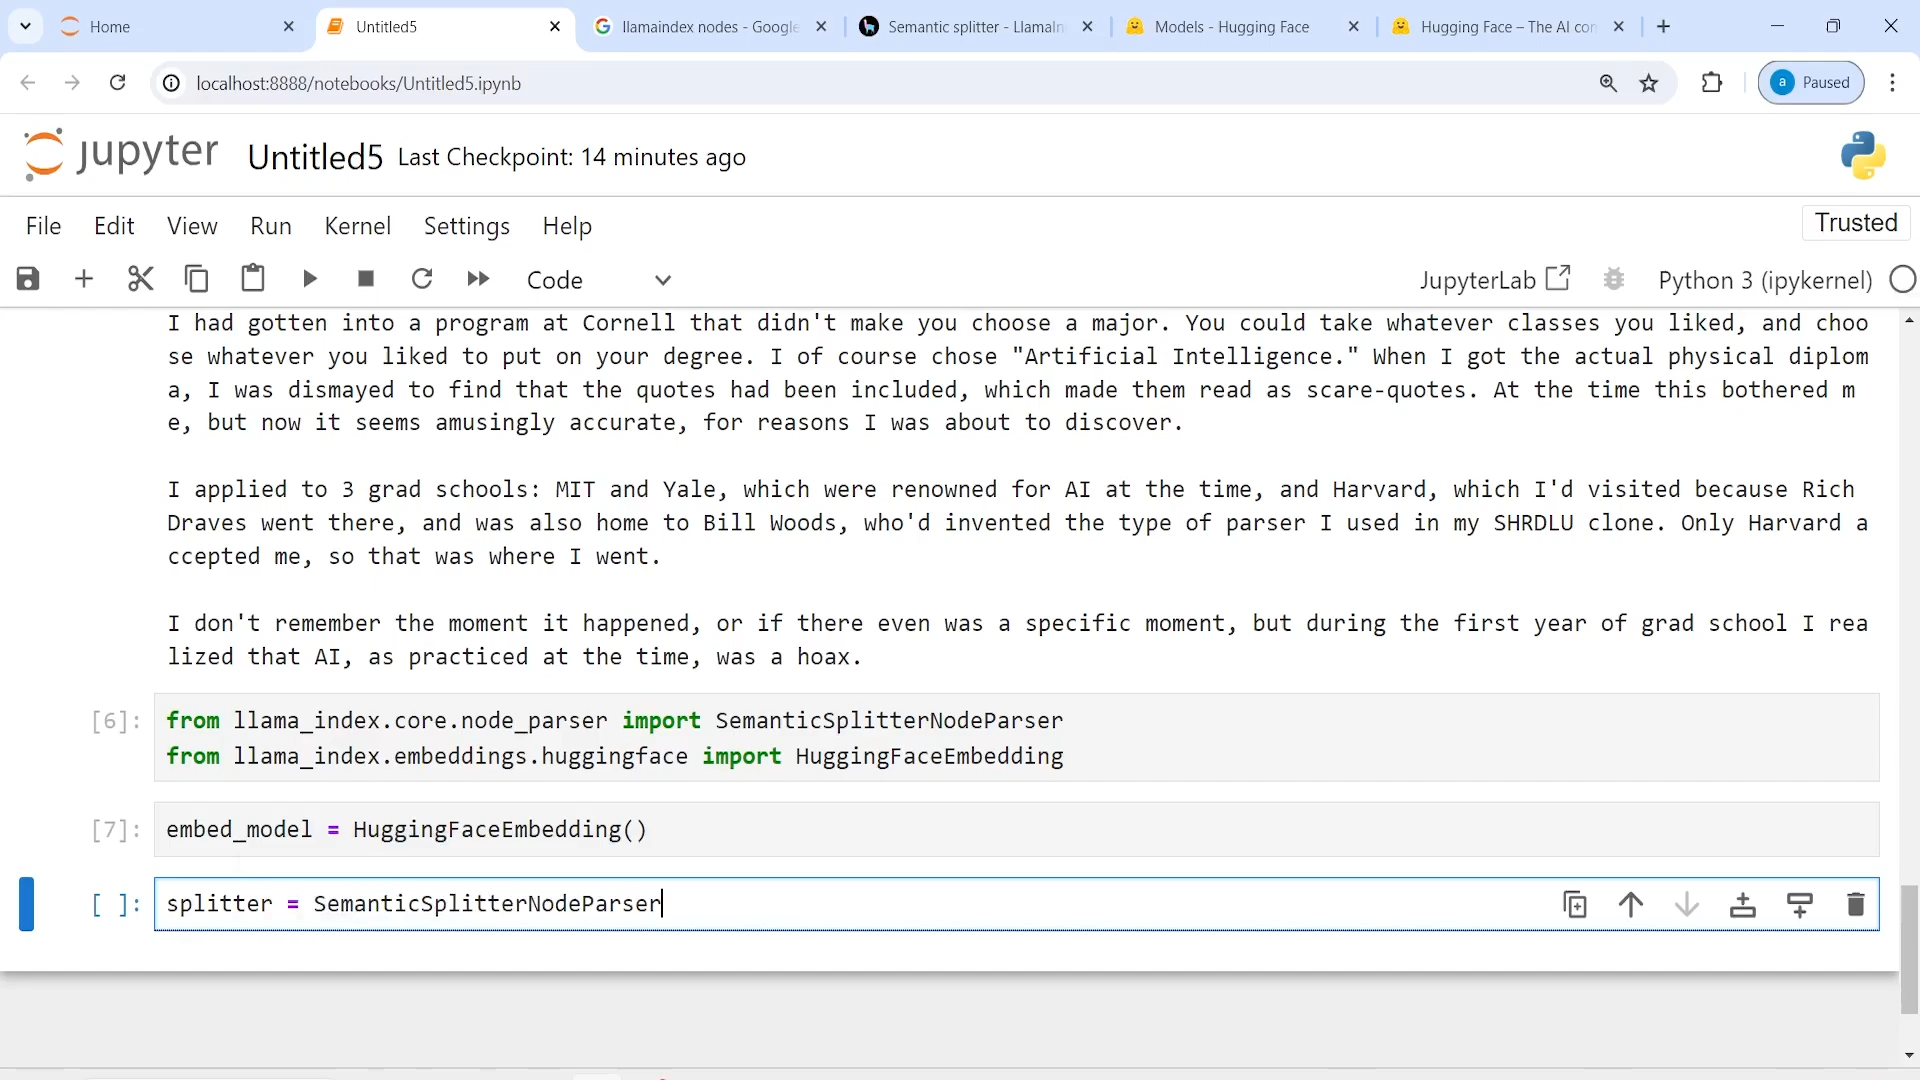 Home
Untitled5
llamaindex nodes - Google
Semantic splitter - LlamaIn
Models - Hugging Face
Hugging Face – The AI con
localhost:8888/notebooks/Untitled5.ipynb
a
Paused
jupyter
Untitled5
Last Checkpoint: 14 minutes ago
File
Edit
View
Run
Kernel
Settings
Help
Trusted
Code
JupyterLab
Python 3 (ipykernel)
I had gotten into a program at Cornell that didn't make you choose a major. You could take whatever classes you liked, and choo
se whatever you liked to put on your degree. I of course chose "Artificial Intelligence." When I got the actual physical diplom
a, I was dismayed to find that the quotes had been included, which made them read as scare-quotes. At the time this bothered m
e, but now it seems amusingly accurate, for reasons I was about to discover.
I applied to 3 grad schools: MIT and Yale, which were renowned for AI at the time, and Harvard, which I'd visited because Rich
Draves went there, and was also home to Bill Woods, who'd invented the type of parser I used in my SHRDLU clone. Only Harvard a
ccepted me, so that was where I went.
I don't remember the moment it happened, or if there even was a specific moment, but during the first year of grad school I rea
lized that AI, as practiced at the time, was a hoax.
[6]:
from llama_index.core.node_parser import SemanticSplitterNodeParser
from llama_index.embeddings.huggingface import HuggingFaceEmbedding
[7]:
embed_model = HuggingFaceEmbedding()
[ ]:
splitter = SemanticSplitterNodeParser